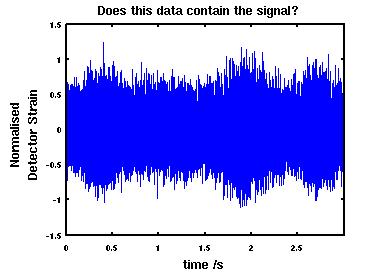 Does this data contain the signal?
1.5
1
0.5
0
-0.5
-1
-1.5
Normalised
Detector Strain
0 0.5 1 1.5 2 2.5
time /s